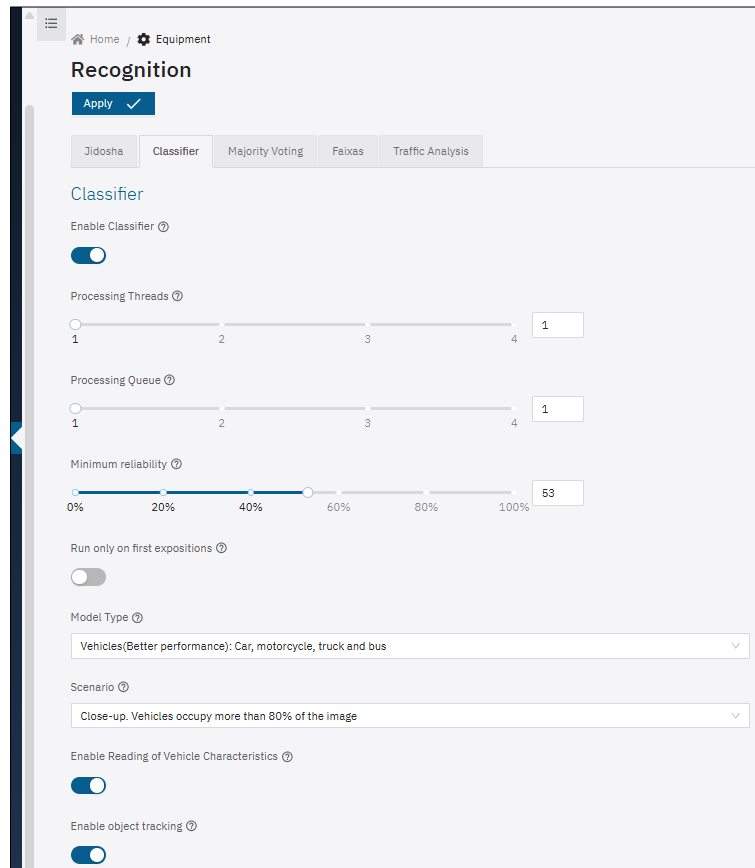 Home / Equipment
Recognition
Apply
Jidosha Classifier Majority Voting Faixas Traffic Analysis
Classifier
Enable Classifier
Processing Threads
1
1 2 3 4
Processing Queue
1
1 2 3 4
Minimum reliability
53
0% 20% 40% 60% 80% 100%
Run only on first expositions
Model Type
Vehicles(Better performance): Car, motorcycle, truck and bus
Scenario
Close-up. Vehicles occupy more than 80% of the image
Enable Reading of Vehicle Characteristics
Enable object tracking